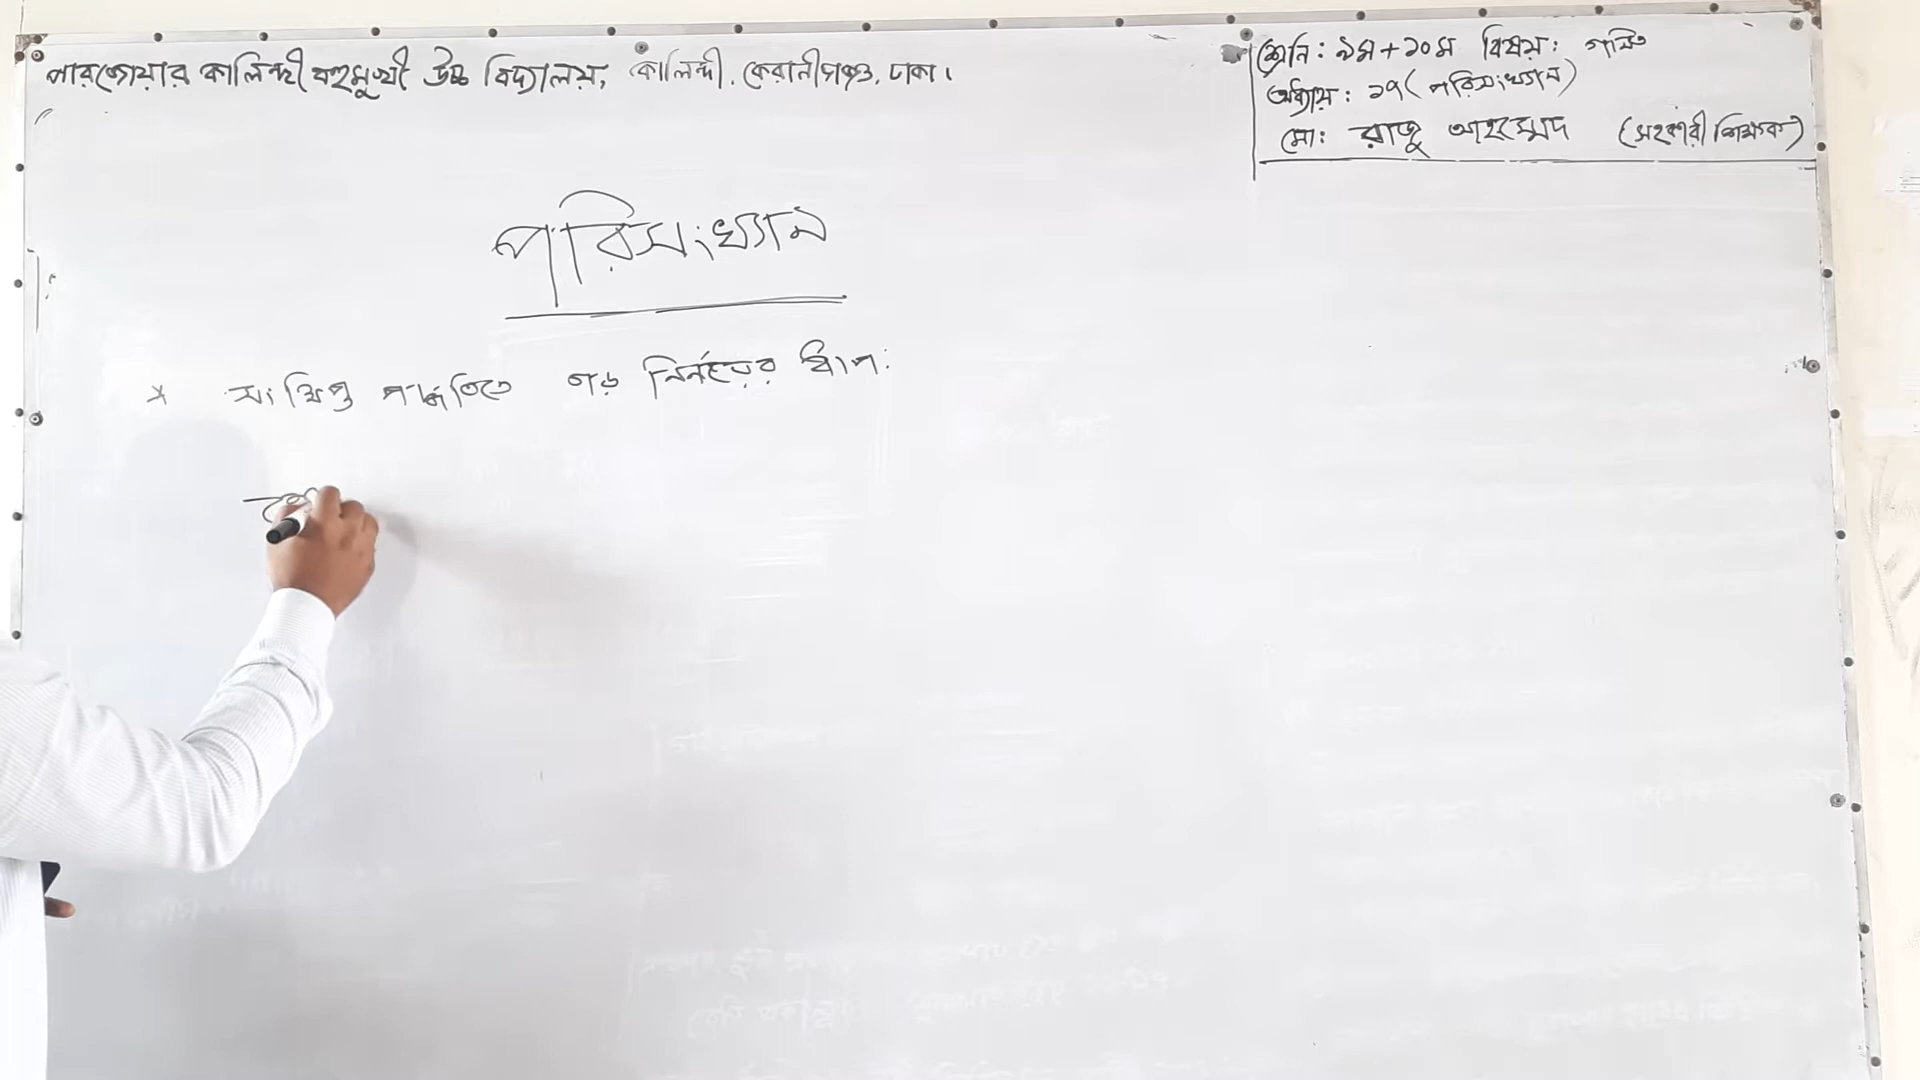 পারজোয়ার কালিন্দী বহুমুখী উচ্চ বিদ্যালয়, কালিন্দী. কেরানীগঞ্জ. ঢাকা।
শ্রেনি: ৯ম + ১০ম বিষয়: গণিত
অধ্যায়: ১৭ (পরিসংখ্যান)
মো: রাজু আহম্মেদ (সহকারী শিক্ষক)
পরিসংখ্যান
* সংক্ষিপ্ত পদ্ধতিতে গড় নির্ণয়ের ধাপ: